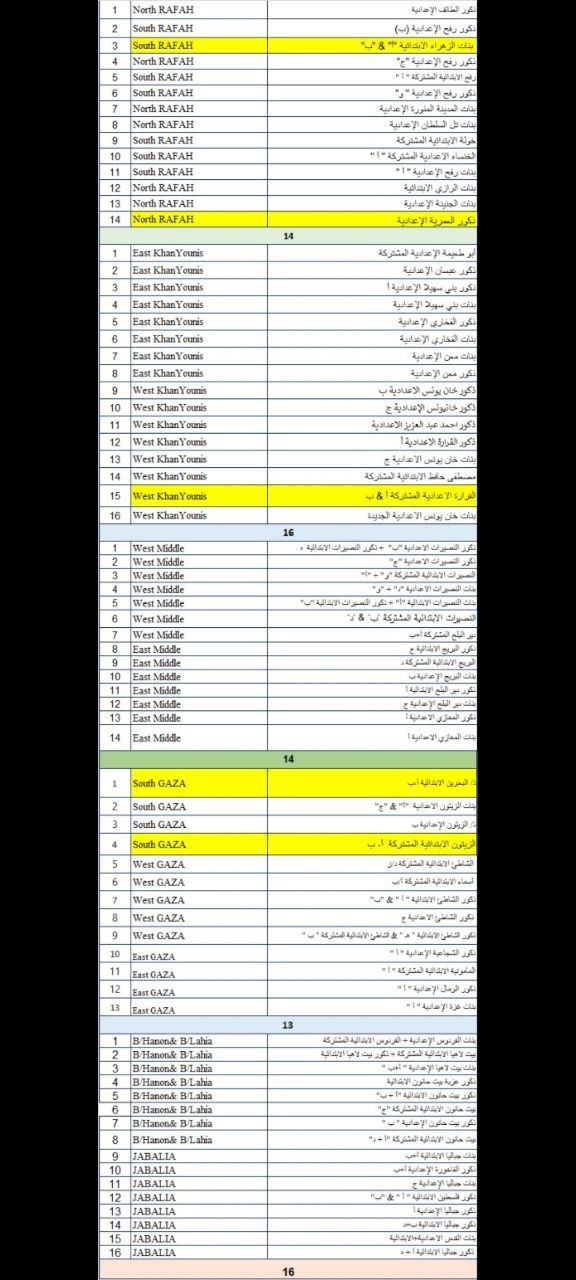 1 North RAFAH ذكور الطائف الإعدادية
2 South RAFAH ذكور رفح الإعدادية (ب)
3 South RAFAH بنات الزهراء الابتدائية "أ" & "ب"
4 North RAFAH ذكور رفح الإعدادية "ج"
5 South RAFAH رفح الابتدائية المشتركة " أ "
6 South RAFAH ذكور رفح الإعدادية " و"
7 North RAFAH بنات المدينة المنورة الإعدادية
8 North RAFAH بنات تل السلطان الإعدادية
9 South RAFAH خولة الابتدائية المشتركة
10 South RAFAH الخنساء الاعدادية المشتركة " أ "
11 South RAFAH بنات رفح الإعدادية " أ "
12 North RAFAH بنات الرازي الابتدائية
13 North RAFAH بنات الجنينة الإعدادية
14 North RAFAH ذكور العمرية الإعدادية
14
1 East KhanYounis أبو طعيمة الإعدادية المشتركة
2 East KhanYounis ذكور عبسان الإعدادية
3 East KhanYounis ذكور بني سهيلا الإعدادية أ
4 East KhanYounis بنات بني سهيلا الإعدادية
5 East KhanYounis ذكور الفخاري الإعدادية
6 East KhanYounis بنات الفخاري الإعدادية
7 East KhanYounis بنات معن الإعدادية
8 East KhanYounis ذكور معن الإعدادية
9 West KhanYounis ذكور خان يونس الاعدادية ب
10 West KhanYounis ذكور خانيونس الإعدادية ج
11 West KhanYounis ذكور احمد عبد العزيز الاعدادية
12 West KhanYounis ذكور القرارة الاعدادية أ
13 West KhanYounis بنات خان يونس الاعدادية ج
14 West KhanYounis مصطفى حافظ الابتدائية المشتركة
15 West KhanYounis القرارة الاعدادية المشتركة أ & ب
16 West KhanYounis بنات خان يونس الاعدادية الجديدة
16
1 West Middle ذكور النصيرات الاعدادية "ب" + ذكور النصيرات الابتدائية ه
2 West Middle ذكور النصيرات الاعدادية "ج"
3 West Middle النصيرات الابتدائية المشتركة "و" + "أ"
4 West Middle بنات النصيرات الاعدادية "د" + "و"
5 West Middle بنات النصيرات الابتدائية "أ" + ذكور النصيرات الابتدائية "ب"
6 West Middle النصيرات الابتدائية المشتركة "ب" & "د"
7 West Middle دير البلح المشتركة أ+ب
8 East Middle ذكور البريج الابتدائية ج
9 East Middle البريج الابتدائية المشتركة د
10 East Middle بنات البريج الإعدادية ب
11 East Middle ذكور دير البلح الابتدائية أ
12 East Middle بنات دير البلح الإعدادية ج
13 East Middle ذكور المغازي الاعدادية أ
14 East Middle بنات المغازي الاعدادية أ
14
1 South GAZA ذ/ البحرين الابتدائية أ،ب
2 South GAZA بنات الزيتون الاعدادية "أ" & "ج"
3 South GAZA ذ/ الزيتون الإعدادية ب
4 South GAZA الزيتون الابتدائية المشتركة أ، ب
5 West GAZA الشاطئ الابتدائية المشتركة د/ز
6 West GAZA أسماء الابتدائية المشتركة أ/ب
7 West GAZA ذكور الشاطئ الإعدادية " أ " & "ب"
8 West GAZA ذكور الشاطئ الاعدادية ج
9 West GAZA ذكور الشاطئ الابتدائية " هـ " & الشاطئ الابتدائية المشتركة " ب "
10 East GAZA ذكور الشجاعية الإعدادية " أ "
11 East GAZA المأمونية الابتدائية المشتركة " أ "
12 East GAZA ذكور الرمال الإعدادية " أ "
13 East GAZA بنات غزة الإعدادية " أ "
13
1 B/Hanon& B/Lahia بنات الفردوس الإعدادية + الفردوس الابتدائية المشتركة
2 B/Hanon& B/Lahia بيت لاهيا الابتدائية المشتركة + ذكور بيت لاهيا الابتدائية
3 B/Hanon& B/Lahia بنات بيت لاهيا الإعدادية " أ+ب "
4 B/Hanon& B/Lahia ذكور عزبة بيت حانون الابتدائية
5 B/Hanon& B/Lahia ذكور بيت حانون الابتدائية "أ + ب"
6 B/Hanon& B/Lahia بيت حانون الابتدائية المشتركة "ج"
7 B/Hanon& B/Lahia ذكور بيت حانون الإعدادية " ب "
8 B/Hanon& B/Lahia بيت حانون الابتدائية المشتركة "أ + د"
9 JABALIA بنات جباليا الابتدائية أ+ب
10 JABALIA ذكور الفاخورة الإعدادية أ+ب
11 JABALIA بنات جباليا الإعدادية ج
12 JABALIA ذكور فلسطين الابتدائية " أ " & "ب"
13 JABALIA ذكور جباليا الإعدادية أ
14 JABALIA ذكور جباليا الابتدائية ب+د
15 JABALIA بنات القدس الاعدادية+الابتدائية
16 JABALIA ذكور جباليا الابتدائية أ + ه
16